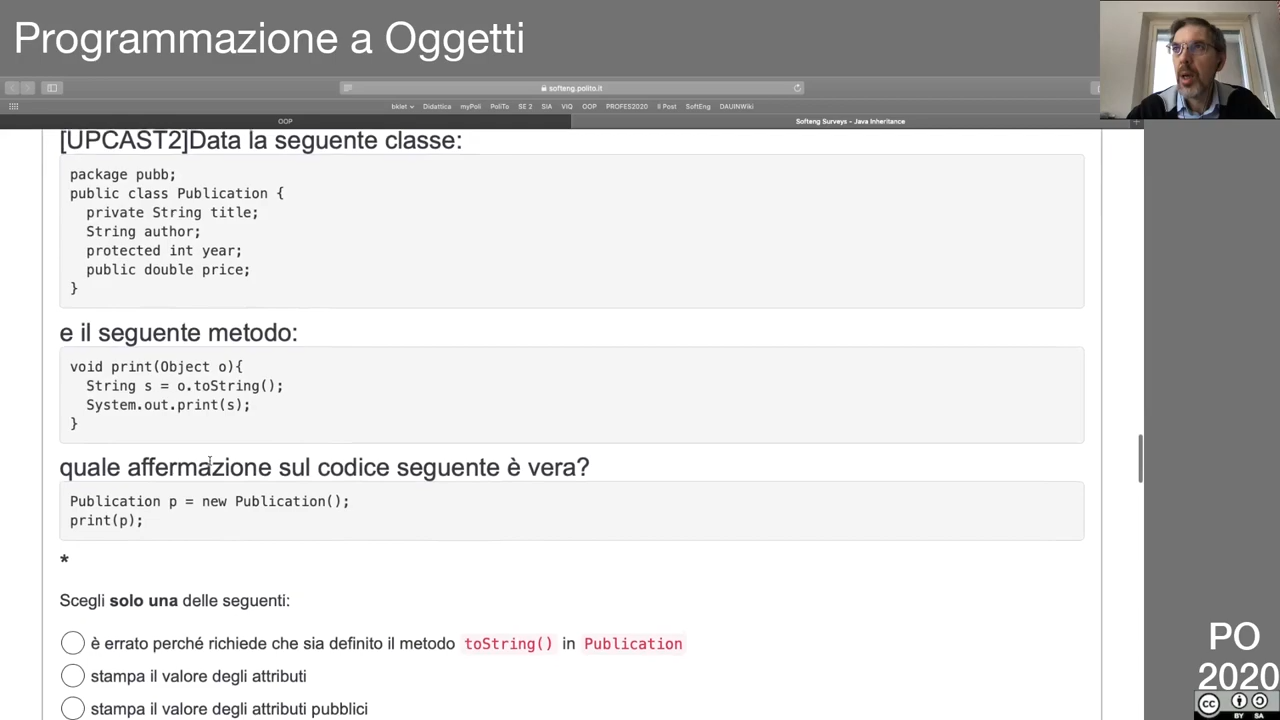 Programmazione a Oggetti
softeng.polito.it
bklet Didattica myPoli PoliTo SE 2 SIA VIQ OOP PROFES2020 Il Post SoftEng DAUINWiki
OOP
Softeng Surveys – Java Inheritance
[UPCAST2]Data la seguente classe:
package pubb;
public class Publication {
private String title;
String author;
protected int year;
public double price;
}
e il seguente metodo:
void print(Object o){
String s = o.toString();
System.out.print(s);
}
quale affermazione sul codice seguente è vera?
Publication p = new Publication();
print(p);
*
Scegli solo una delle seguenti:
è errato perché richiede che sia definito il metodo toString() in Publication
stampa il valore degli attributi
stampa il valore degli attributi pubblici
PO
2020
CC
BY SA